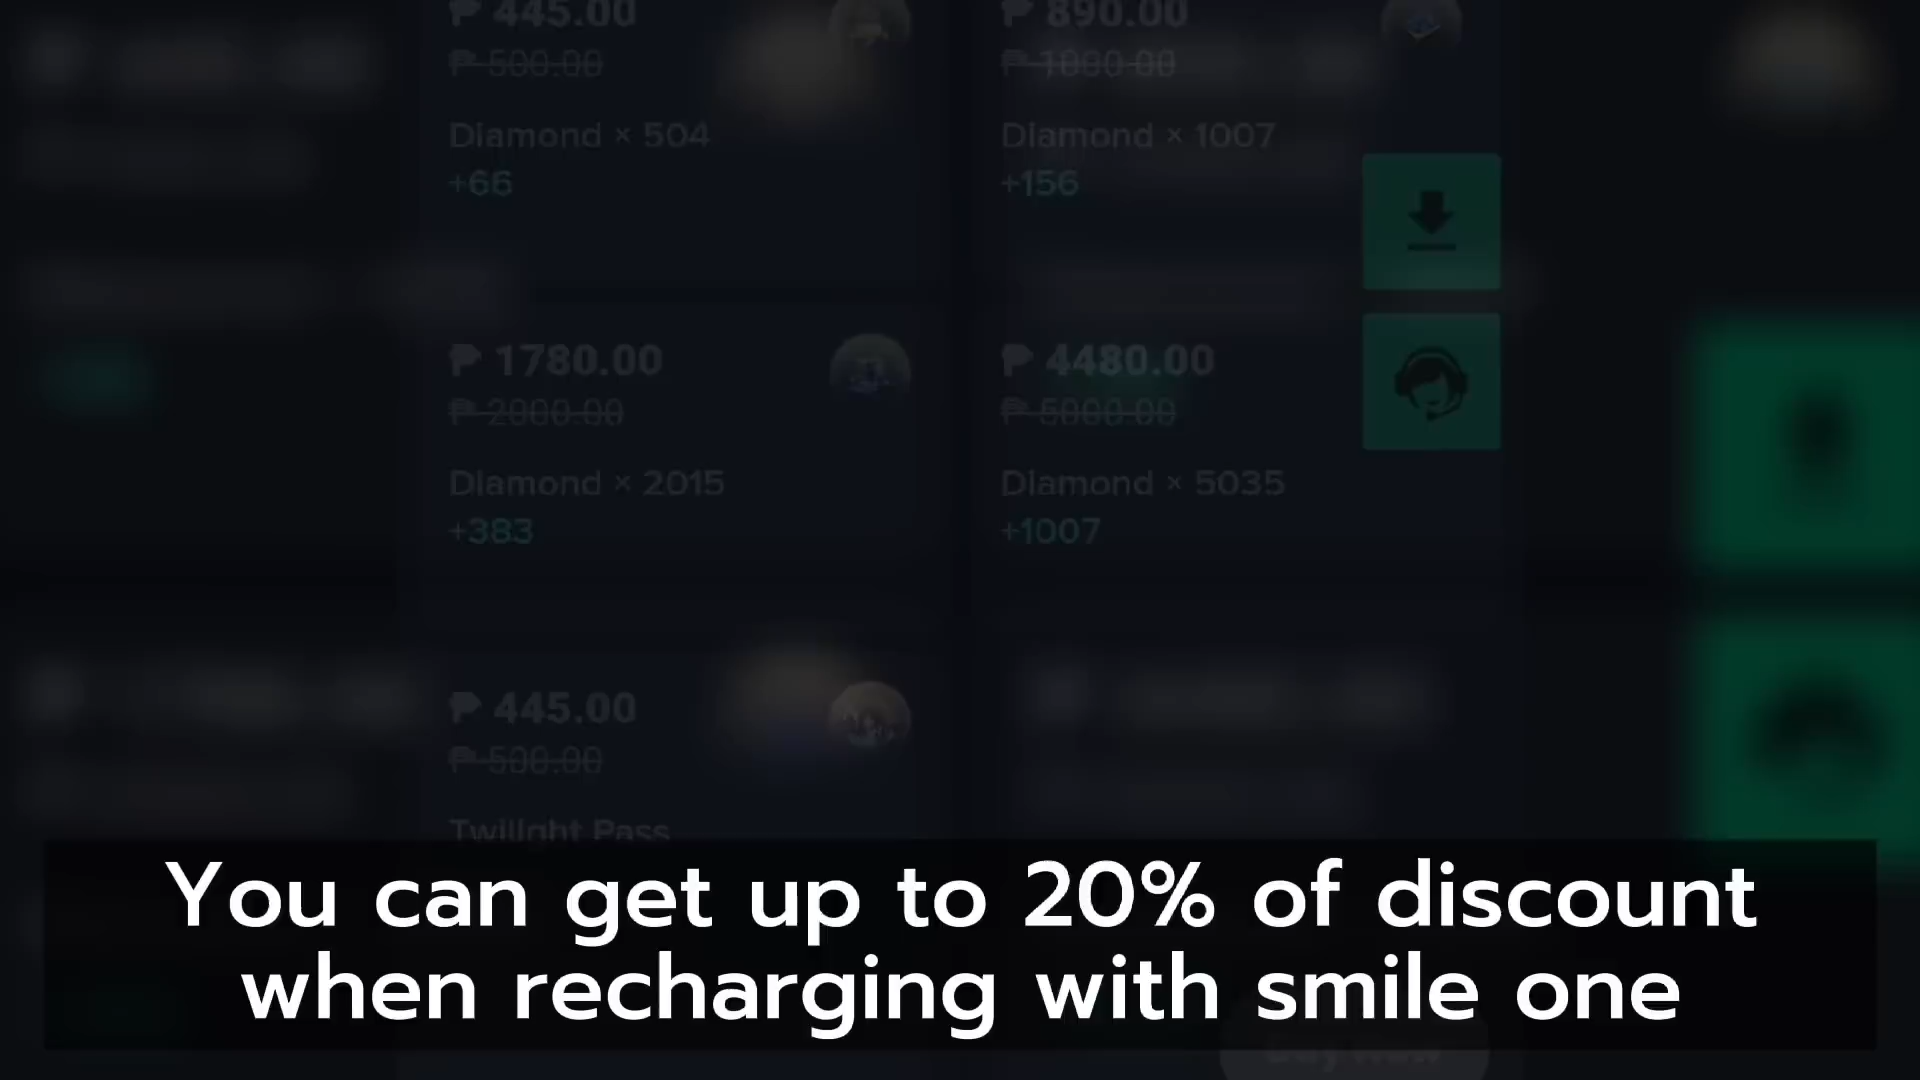 ₱ 445.00
₱ 500.00
Diamond × 504
+66
₱ 890.00
₱ 1000.00
Diamond × 1007
+156
₱ 1780.00
₱ 2000.00
Diamond × 2015
+383
₱ 4480.00
₱ 5000.00
Diamond × 5035
+1007
₱ 445.00
₱ 500.00
Twilight Pass
You can get up to 20% of discount
when recharging with smile one
Buy Now